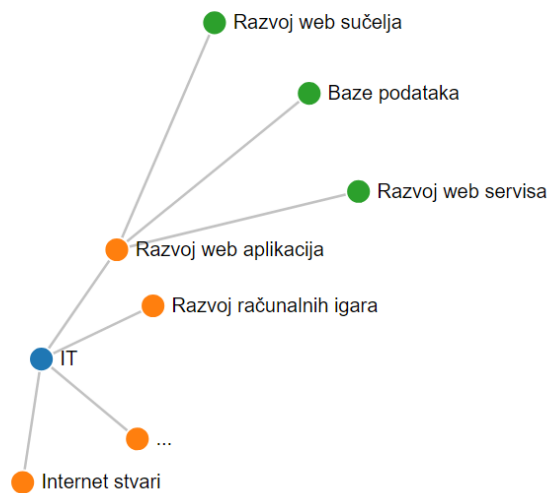 Razvoj web sučelja
Baze podataka
Razvoj web servisa
Razvoj web aplikacija
Razvoj računalnih igara
IT
...
Internet stvari